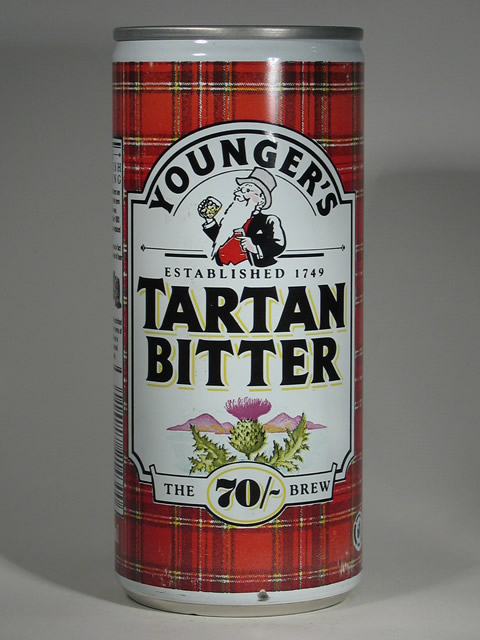 YOUNGER'S
ESTABLISHED 1749
TARTAN
BITTER
THE 70/- BREW